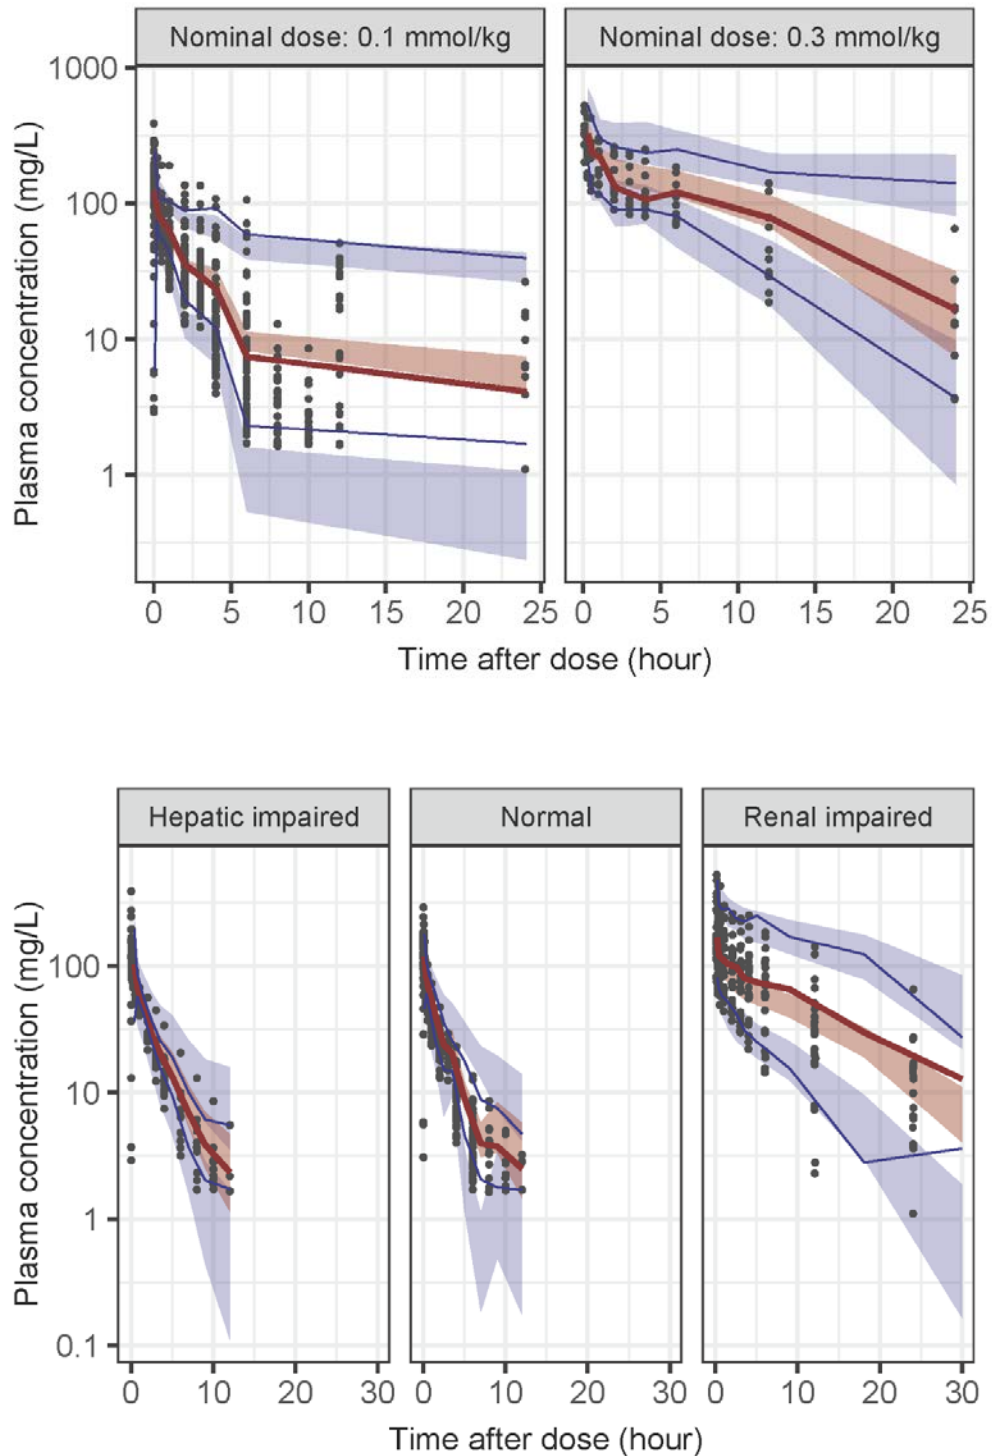 Nominal dose: 0.1 mmol/kg
Nominal dose: 0.3 mmol/kg
Plasma concentration (mg/L)
1000
100
10
1
0 5 10 15 20 25
0 5 10 15 20 25
Time after dose (hour)
Hepatic impaired
Normal
Renal impaired
Plasma concentration (mg/L)
100
10
1
0.1
0 10 20 30
0 10 20 30
0 10 20 30
Time after dose (hour)